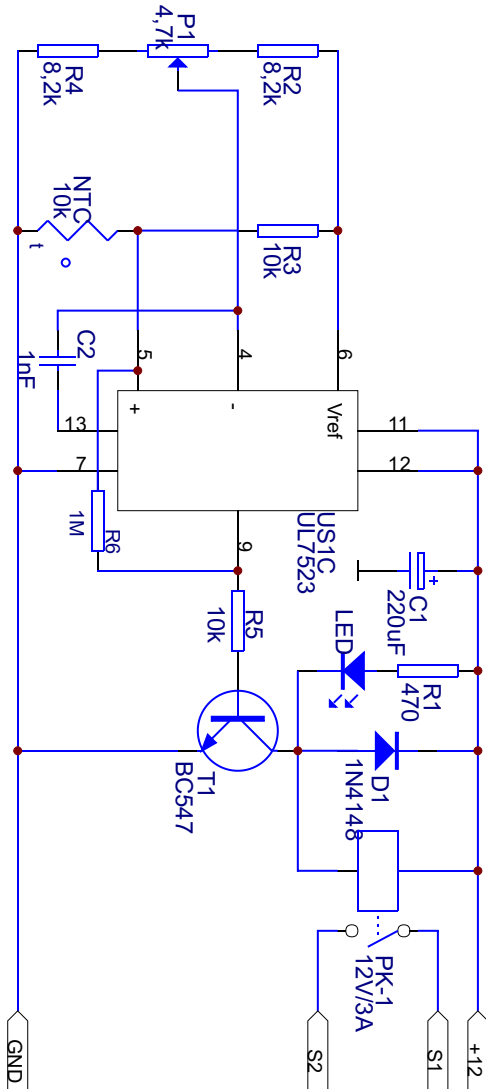 P1
4,7k
R4
8,2k
R2
8,2k
NTC
10k
t
R3
10k
C2
1nF
5
4
6
+
-
Vref
13
7
11
12
9
US1C
UL7523
R6
1M
R5
10k
C1
220uF
+
LED
R1
470
D1
1N4148
T1
BC547
PK-1
12V/3A
GND
S2
S1
+12